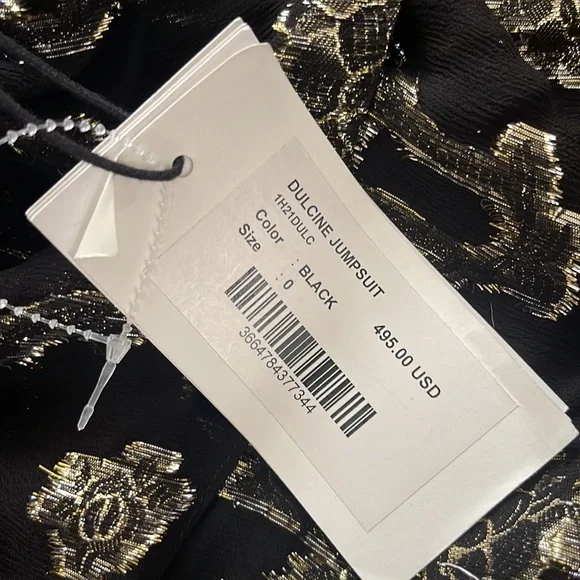 DULCINE JUMPSUIT
1H21DULC
Color : BLACK 495.00 USD
Size : 0
3664784377344